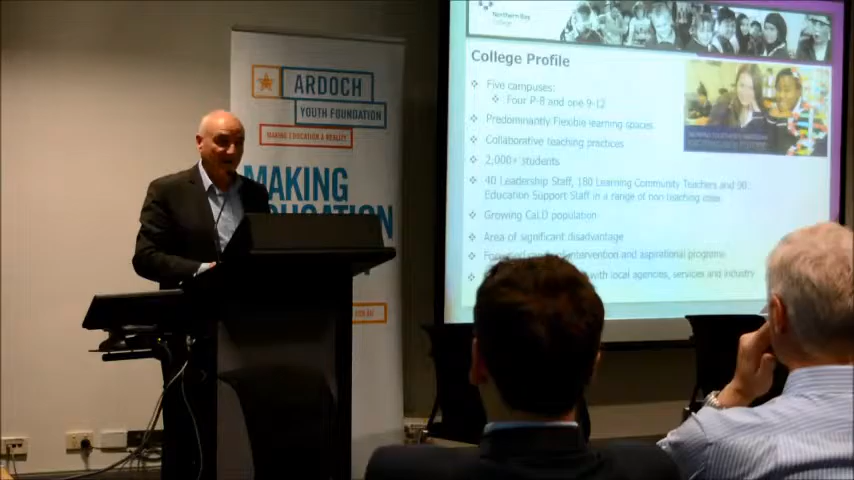 ARDOCH
YOUTH FOUNDATION
MAKING EDUCATION A REALITY
MAKING
EDUCATION
Northern Bay
College
College Profile
Five campuses:
Four P-8 and one 9-12
Predominantly Flexible learning spaces
Collaborative teaching practices
2,000+ students
40 Leadership Staff, 180 Learning Community Teachers and 90
Education Support Staff in a range of non teaching roles
Growing CaLD population
Area of significant disadvantage
intervention and aspirational programs
with local agencies, services and industry